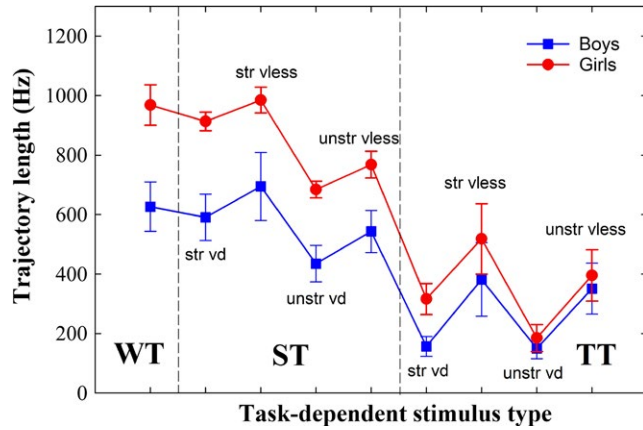 1200
1000
800
600
400
200
0
Trajectory length (Hz)
Boys
Girls
str vless
unstr vless
str vd
unstr vd
str vless
unstr vless
str vd
unstr vd
WT
ST
TT
Task-dependent stimulus type